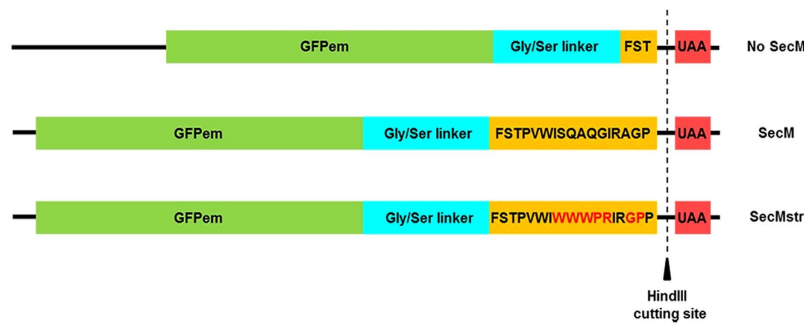 GFPem Gly/Ser linker FST UAA No SecM
GFPem Gly/Ser linker FSTPVWISQAQGIRAGP UAA SecM
GFPem Gly/Ser linker FSTPVWIWWWPRIRGPP UAA SecMstr
HindIII
cutting site